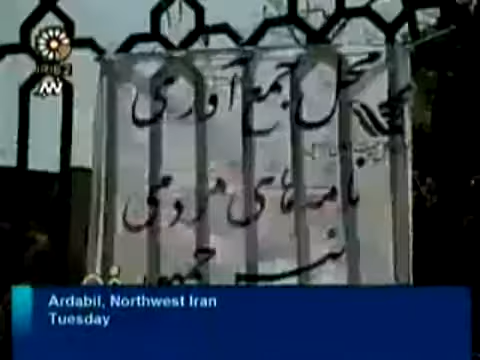 محل جمع آوری
نامه های مردمی
Ardabil, Northwest Iran
Tuesday